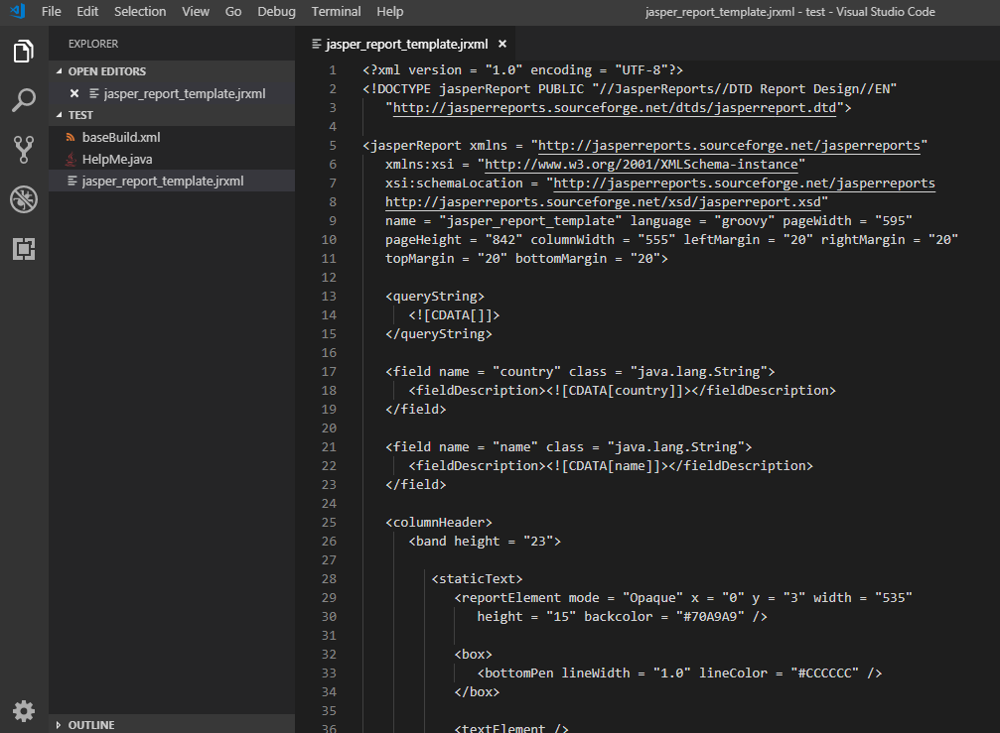 File Edit Selection View Go Debug Terminal Help jasper_report_template.jrxml - test - Visual Studio Code
EXPLORER
OPEN EDITORS
jasper_report_template.jrxml
TEST
baseBuild.xml
HelpMe.java
jasper_report_template.jrxml
OUTLINE
jasper_report_template.jrxml
1 <?xml version = "1.0" encoding = "UTF-8"?>
2 <!DOCTYPE jasperReport PUBLIC "//JasperReports//DTD Report Design//EN"
3 "http://jasperreports.sourceforge.net/dtds/jasperreport.dtd">
4
5 <jasperReport xmlns = "http://jasperreports.sourceforge.net/jasperreports"
6 xmlns:xsi = "http://www.w3.org/2001/XMLSchema-instance"
7 xsi:schemaLocation = "http://jasperreports.sourceforge.net/jasperreports
8 http://jasperreports.sourceforge.net/xsd/jasperreport.xsd"
9 name = "jasper_report_template" language = "groovy" pageWidth = "595"
10 pageHeight = "842" columnWidth = "555" leftMargin = "20" rightMargin = "20"
11 topMargin = "20" bottomMargin = "20">
12
13 <queryString>
14 <![CDATA[]]>
15 </queryString>
16
17 <field name = "country" class = "java.lang.String">
18 <fieldDescription><![CDATA[country]]></fieldDescription>
19 </field>
20
21 <field name = "name" class = "java.lang.String">
22 <fieldDescription><![CDATA[name]]></fieldDescription>
23 </field>
24
25 <columnHeader>
26 <band height = "23">
27
28 <staticText>
29 <reportElement mode = "Opaque" x = "0" y = "3" width = "535"
30 height = "15" backcolor = "#70A9A9" />
31
32 <box>
33 <bottomPen lineWidth = "1.0" lineColor = "#CCCCCC" />
34 </box>
35
36 <textElement />